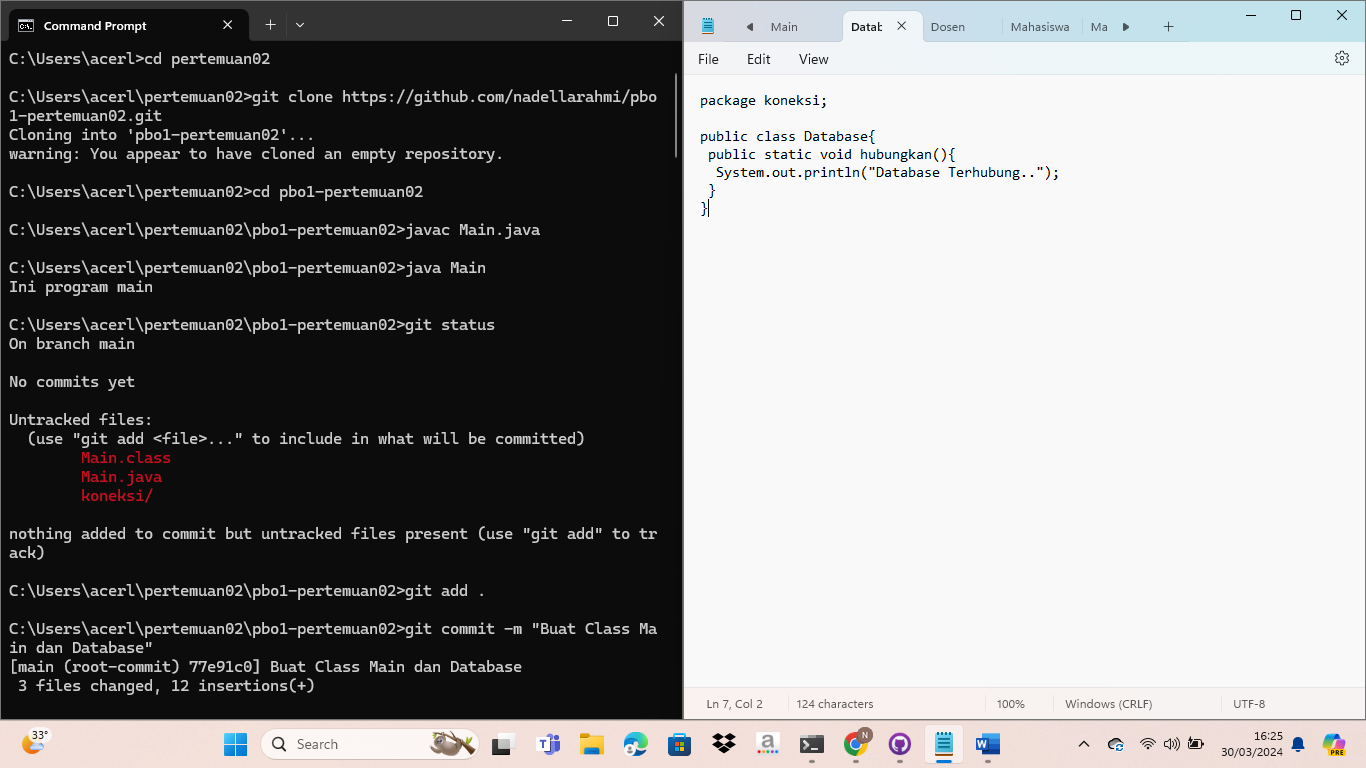 Command Prompt
C:\Users\acerl>cd pertemuan02
C:\Users\acerl\pertemuan02>git clone https://github.com/nadellarahmi/pbo
1-pertemuan02.git
Cloning into 'pbo1-pertemuan02'...
warning: You appear to have cloned an empty repository.
C:\Users\acerl\pertemuan02>cd pbo1-pertemuan02
C:\Users\acerl\pertemuan02\pbo1-pertemuan02>javac Main.java
C:\Users\acerl\pertemuan02\pbo1-pertemuan02>java Main
Ini program main
C:\Users\acerl\pertemuan02\pbo1-pertemuan02>git status
On branch main
No commits yet
Untracked files:
(use "git add <file>..." to include in what will be committed)
Main.class
Main.java
koneksi/
nothing added to commit but untracked files present (use "git add" to tr
ack)
C:\Users\acerl\pertemuan02\pbo1-pertemuan02>git add .
C:\Users\acerl\pertemuan02\pbo1-pertemuan02>git commit -m "Buat Class Ma
in dan Database"
[main (root-commit) 77e91c0] Buat Class Main dan Database
3 files changed, 12 insertions(+)
Main Datab Dosen Mahasiswa Ma
File Edit View
package koneksi;
public class Database{
public static void hubungkan(){
System.out.println("Database Terhubung..");
}
}
Ln 7, Col 2 124 characters 100% Windows (CRLF) UTF-8
33°
Search
N
16:25
30/03/2024
PRE